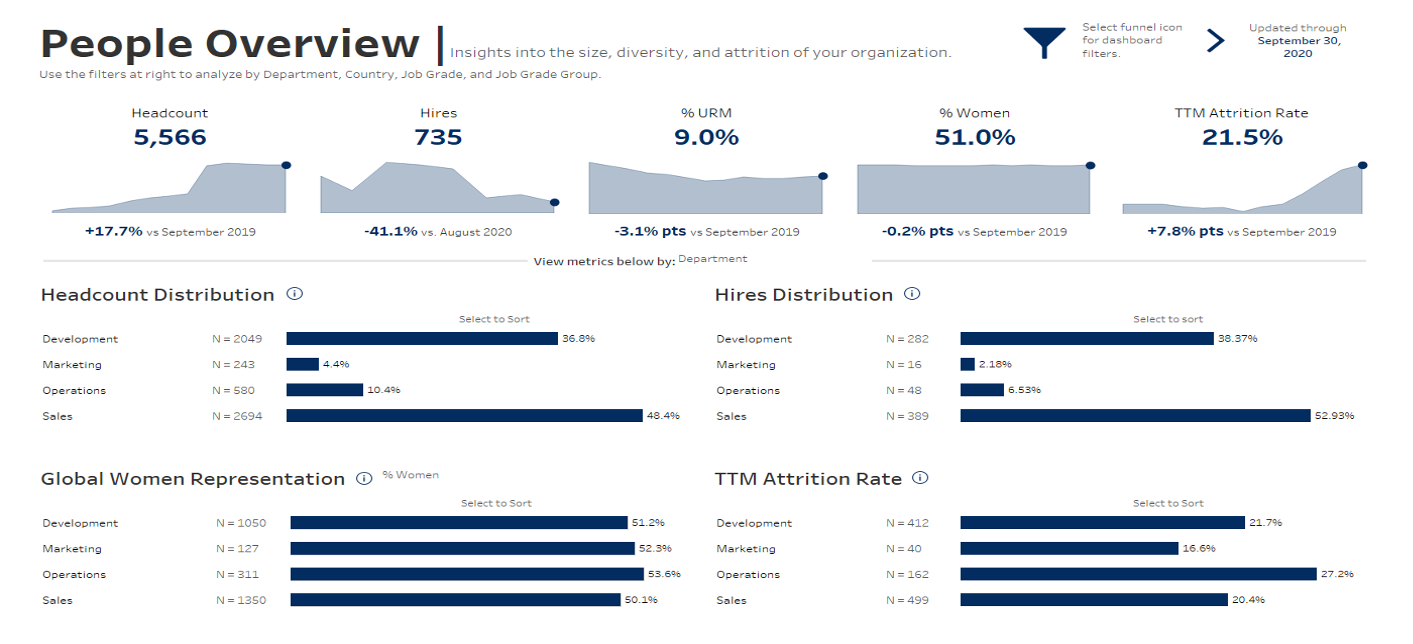 People Overview | Insights into the size, diversity, and attrition of your organization.
Use the filters at right to analyze by Department, Country, Job Grade, and Job Grade Group.
Select funnel icon
for dashboard
filters.
Updated through
September 30,
2020
Headcount
5,566
+17.7% vs September 2019
Hires
735
-41.1% vs. August 2020
% URM
9.0%
-3.1% pts vs September 2019
% Women
51.0%
-0.2% pts vs September 2019
TTM Attrition Rate
21.5%
+7.8% pts vs September 2019
View metrics below by: Department
Headcount Distribution
Select to Sort
Development N = 2049 36.8%
Marketing N = 243 4.4%
Operations N = 580 10.4%
Sales N = 2694 48.4%
Hires Distribution
Select to sort
Development N = 282 38.37%
Marketing N = 16 2.18%
Operations N = 48 6.53%
Sales N = 389 52.93%
Global Women Representation % Women
Select to Sort
Development N = 1050 51.2%
Marketing N = 127 52.3%
Operations N = 311 53.6%
Sales N = 1350 50.1%
TTM Attrition Rate
Select to Sort
Development N = 412 21.7%
Marketing N = 40 16.6%
Operations N = 162 27.2%
Sales N = 499 20.4%